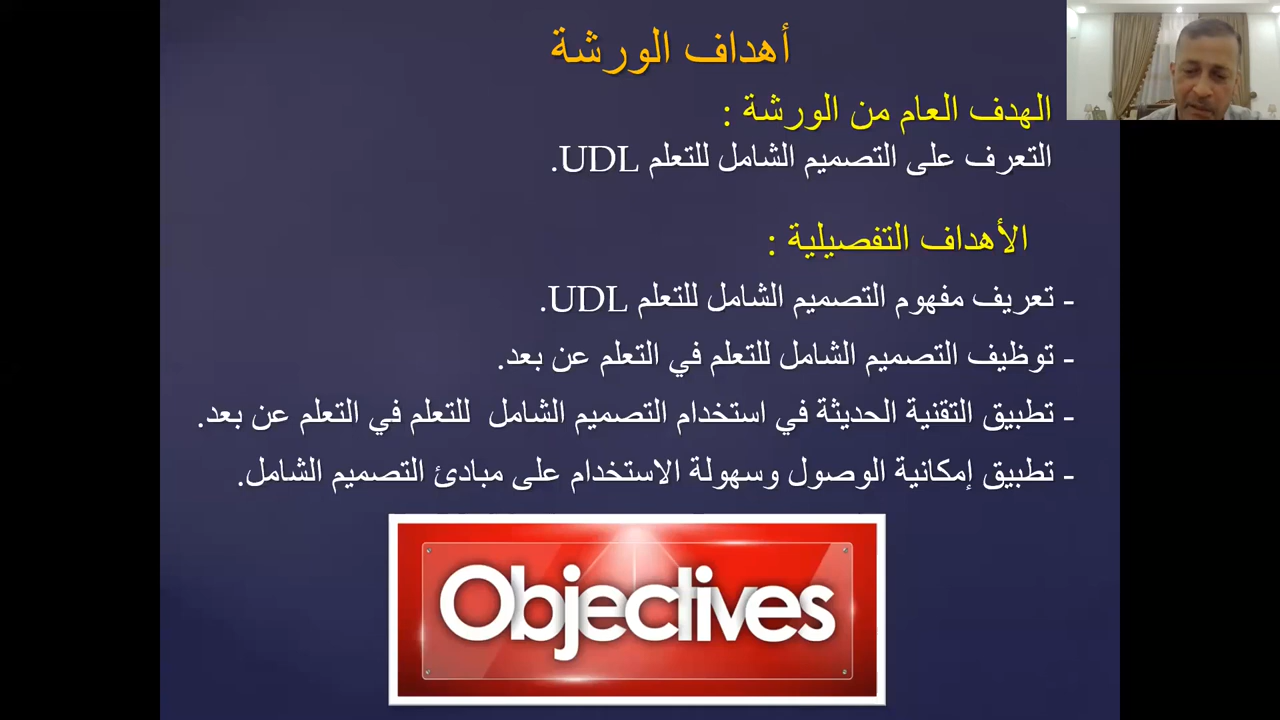 أهداف الورشة
الهدف العام من الورشة :
التعرف على التصميم الشامل للتعلم UDL.
الأهداف التفصيلية :
- تعريف مفهوم التصميم الشامل للتعلم UDL.
- توظيف التصميم الشامل للتعلم في التعلم عن بعد.
- تطبيق التقنية الحديثة في استخدام التصميم الشامل للتعلم في التعلم عن بعد.
- تطبيق إمكانية الوصول وسهولة الاستخدام على مبادئ التصميم الشامل.
Objectives